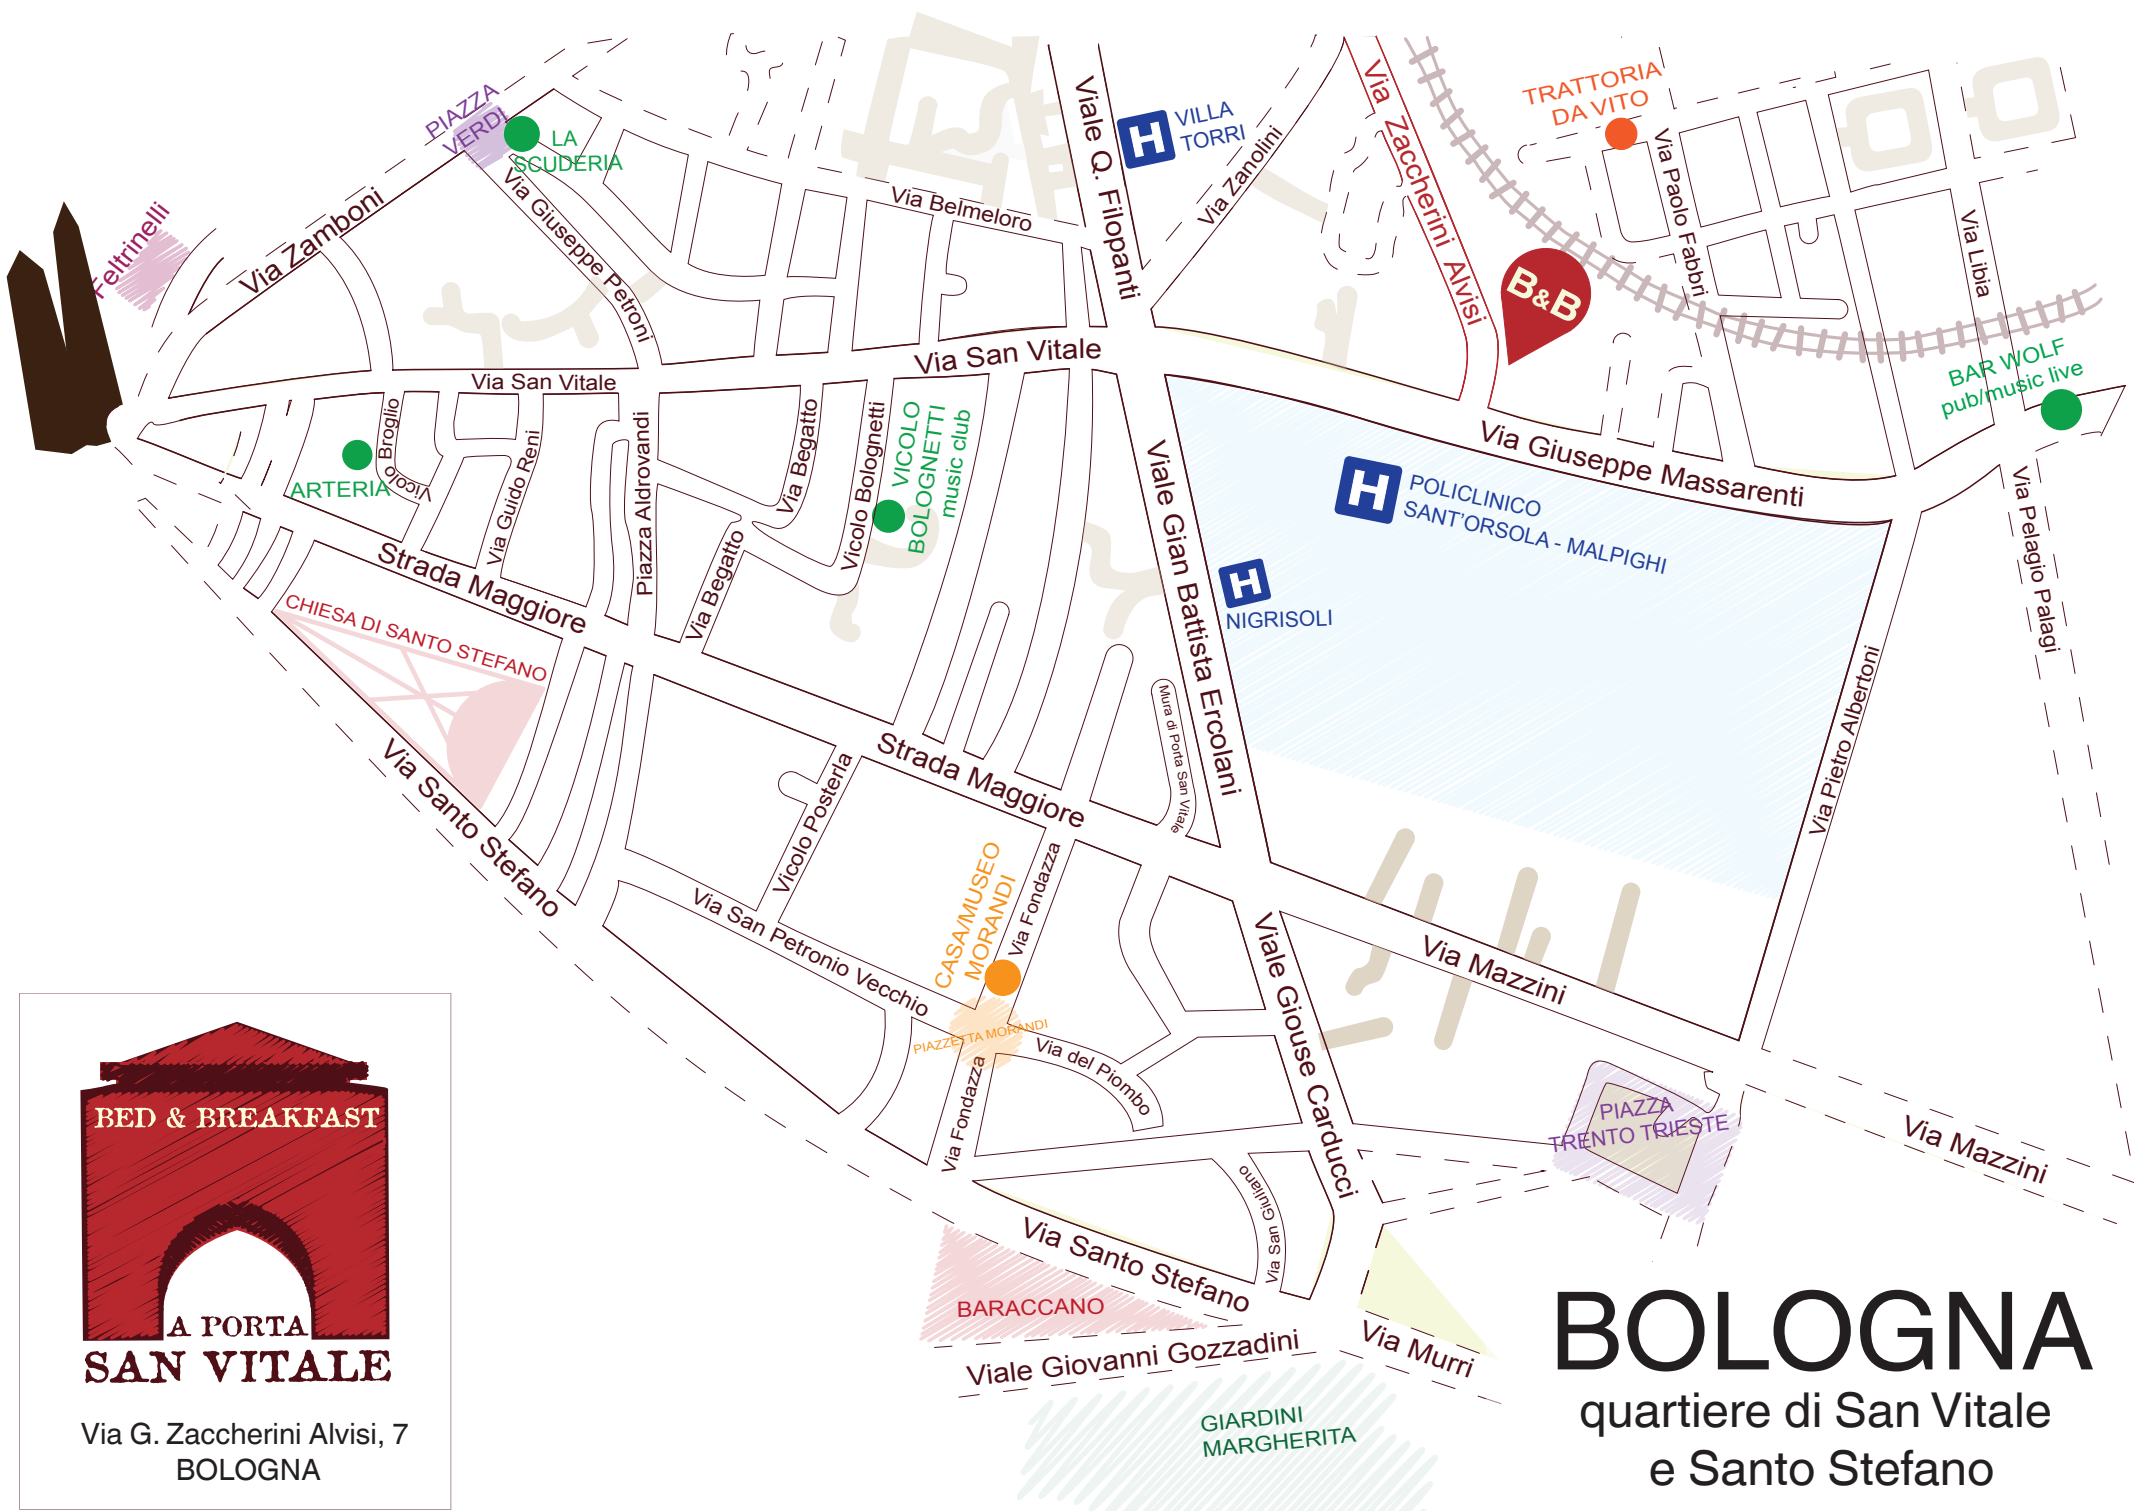 PIAZZA
VERDI
LA
SCUDERIA
Feltrinelli
Via Zamboni
Via Giuseppe Petroni
Via Belmeloro
Viale Q. Filopanti
H
VILLA
TORRI
Via Zanolini
Via Zaccherini Alvisi
TRATTORIA
DA VITO
Via Paolo Fabbri
Via Libia
B&B
BAR WOLF
pub/music live
Via San Vitale
Via San Vitale
Via Giuseppe Massarenti
ARTERIA
Vicolo Broglio
Via Guido Reni
Piazza Aldrovandi
Via Begatto
Via Begatto
Vicolo Bolognetti
VICOLO
BOLOGNETTI
music club
Viale Gian Battista Ercolani
H
POLICLINICO
SANT'ORSOLA - MALPIGHI
H
NIGRISOLI
Via Pelagio Palagi
Via Pietro Albertoni
Strada Maggiore
CHIESA DI SANTO STEFANO
Via Santo Stefano
Strada Maggiore
Mura di Porta San Vitale
Vicolo Posterla
Via San Petronio Vecchio
CASA/MUSEO
MORANDI
Via Fondazza
PIAZZETTA MORANDI
Via Fondazza
Via del Piombo
Viale Giouse Carducci
Via Mazzini
PIAZZA
TRENTO TRIESTE
Via Mazzini
Via San Giuliano
Via Santo Stefano
BARACCANO
Viale Giovanni Gozzadini
Via Murri
GIARDINI
MARGHERITA
BED & BREAKFAST
A PORTA
SAN VITALE
Via G. Zaccherini Alvisi, 7
BOLOGNA
BOLOGNA
quartiere di San Vitale
e Santo Stefano